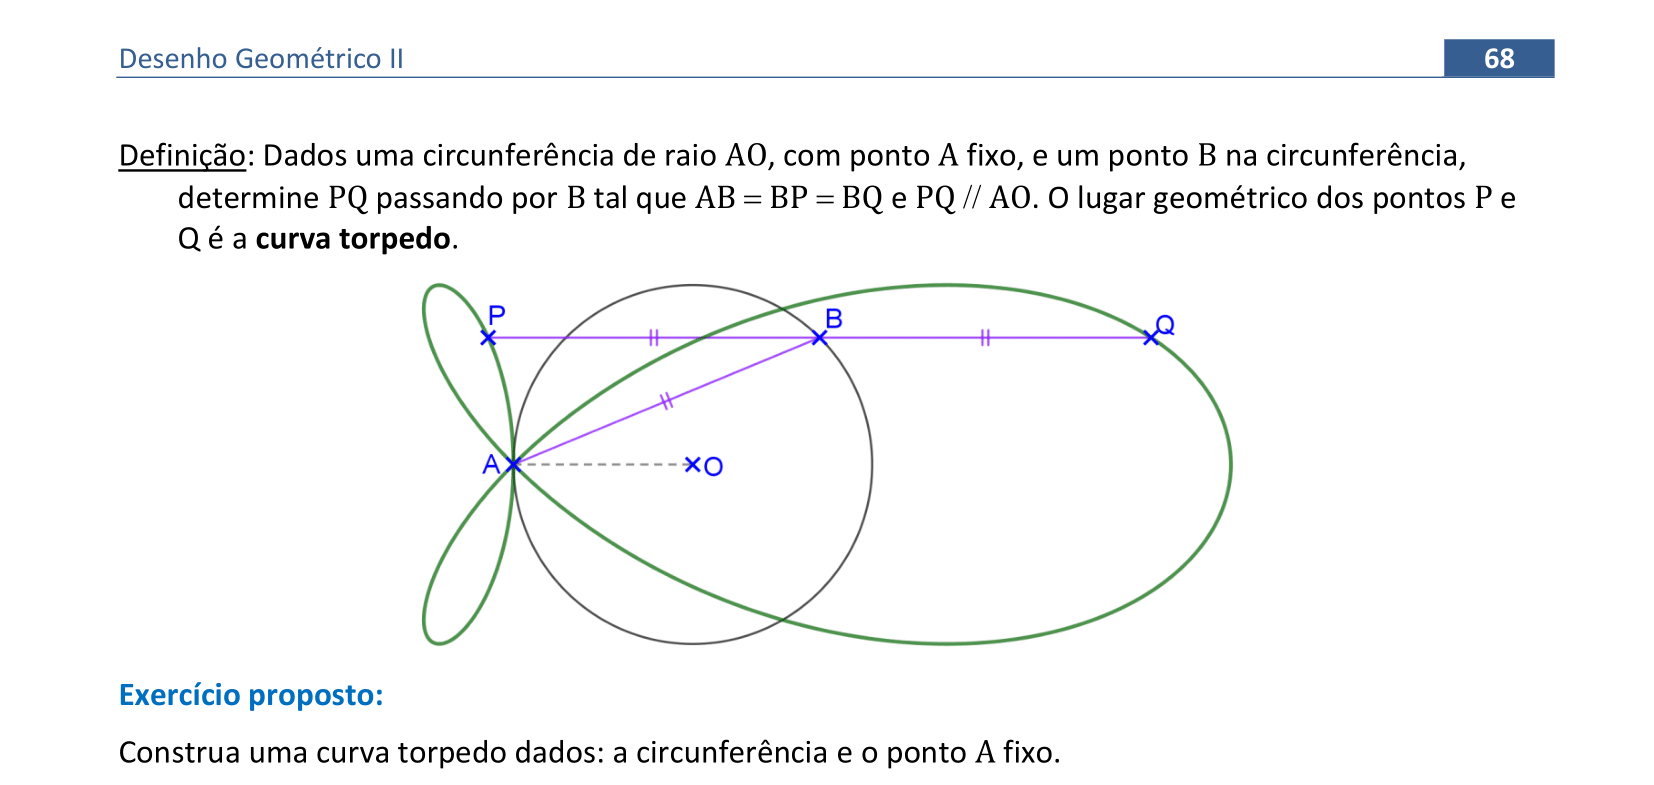 Desenho Geométrico II
68
Definição: Dados uma circunferência de raio AO, com ponto A fixo, e um ponto B na circunferência,
determine PQ passando por B tal que AB = BP = BQ e PQ // AO. O lugar geométrico dos pontos P e
Q é a curva torpedo.
P
B
Q
A
O
Exercício proposto:
Construa uma curva torpedo dados: a circunferência e o ponto A fixo.